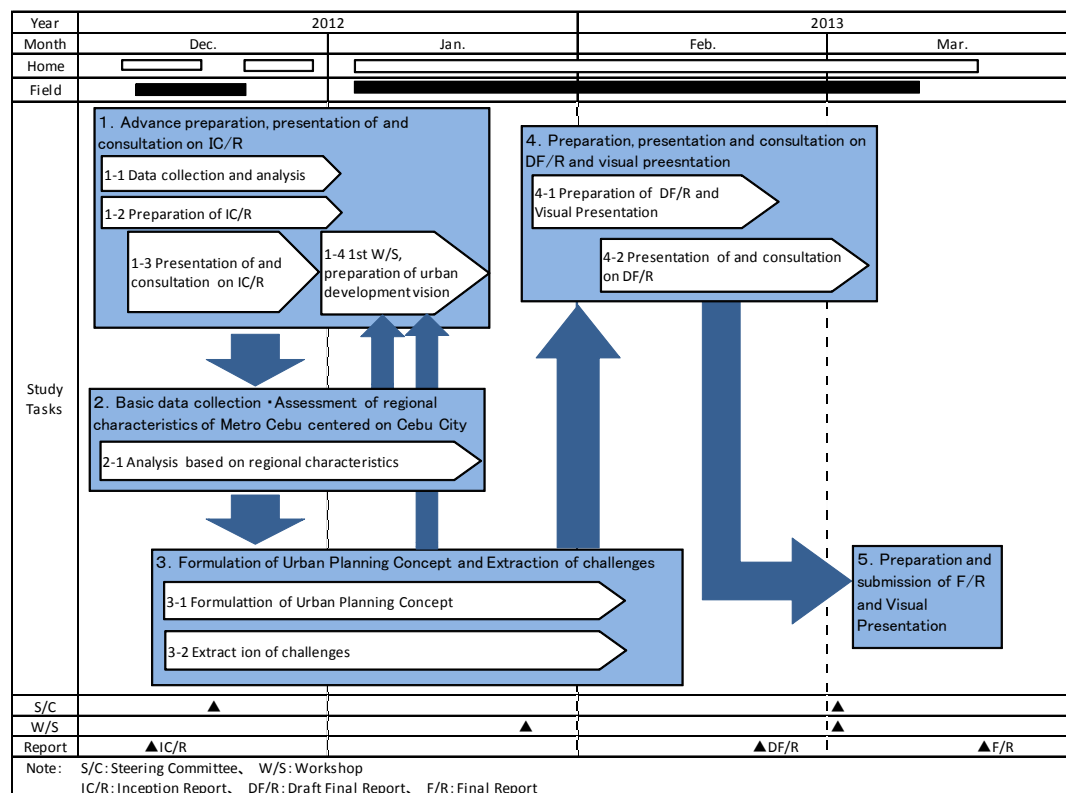 Year 2012 2013
Month Dec. Jan. Feb. Mar.
Home
Field
Study
Tasks
1. Advance preparation, presentation of and
consultation on IC/R
1-1 Data collection and analysis
1-2 Preparation of IC/R
1-3 Presentation of and
consultation on IC/R
1-4 1st W/S,
preparation of urban
development vision
2. Basic data collection・Assessment of regional
characteristics of Metro Cebu centered on Cebu City
2-1 Analysis based on regional characteristics
3. Formulation of Urban Planning Concept and Extraction of challenges
3-1 Formulattion of Urban Planning Concept
3-2 Extract ion of challenges
4. Preparation, presentation and consultation on
DF/R and visual preesntation
4-1 Preparation of DF/R and
Visual Presentation
4-2 Presentation of and consultation
on DF/R
5. Preparation and
submission of F/R
and Visual
Presentation
S/C ▲ ▲
W/S ▲ ▲
Report ▲IC/R ▲DF/R ▲F/R
Note: S/C:Steering Committee、 W/S:Workshop
IC/R:Inception Report、 DF/R:Draft Final Report、 F/R:Final Report